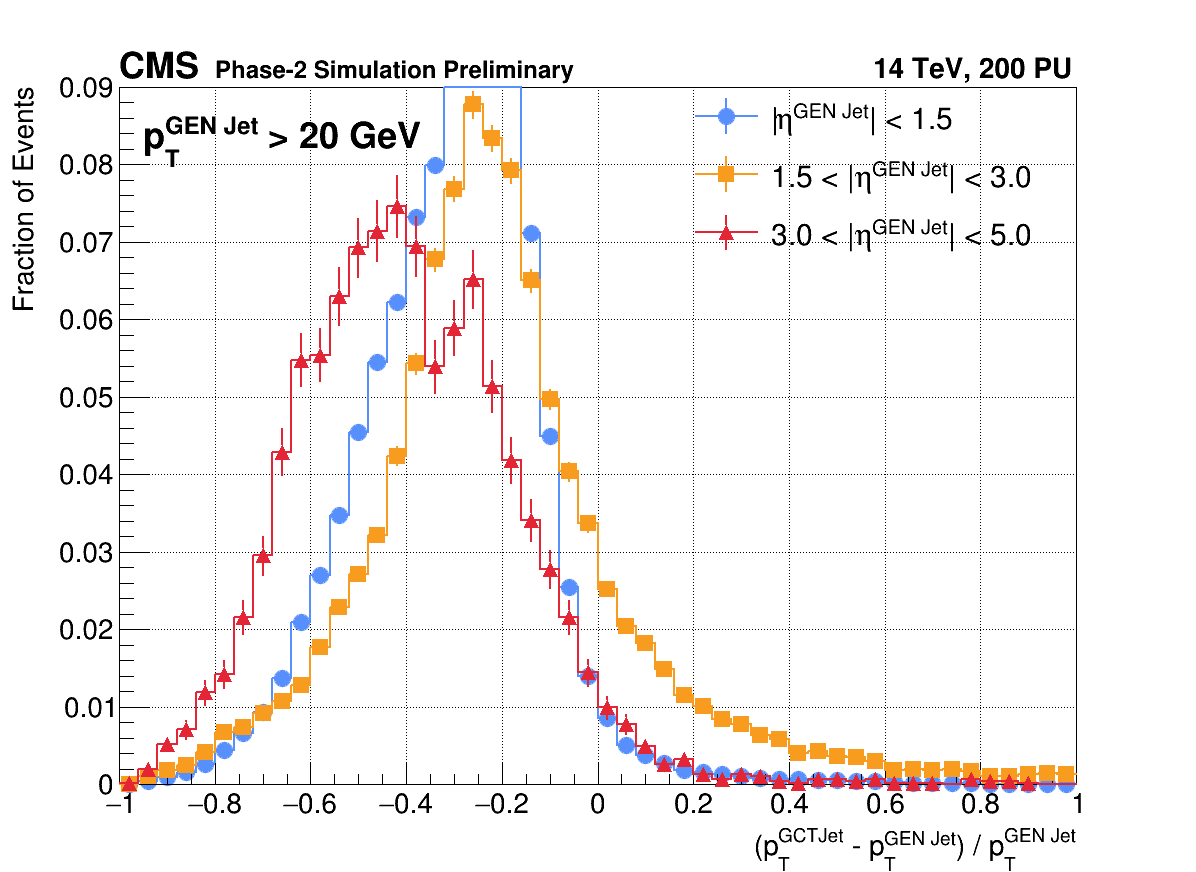 CMS Phase-2 Simulation Preliminary 14 TeV, 200 PU
Fraction of Events
p_T^GEN Jet > 20 GeV
|η^GEN Jet| < 1.5
1.5 < |η^GEN Jet| < 3.0
3.0 < |η^GEN Jet| < 5.0
0.09
0.08
0.07
0.06
0.05
0.04
0.03
0.02
0.01
0
−1 −0.8 −0.6 −0.4 −0.2 0 0.2 0.4 0.6 0.8 1
(p_T^GCTJet - p_T^GEN Jet) / p_T^GEN Jet